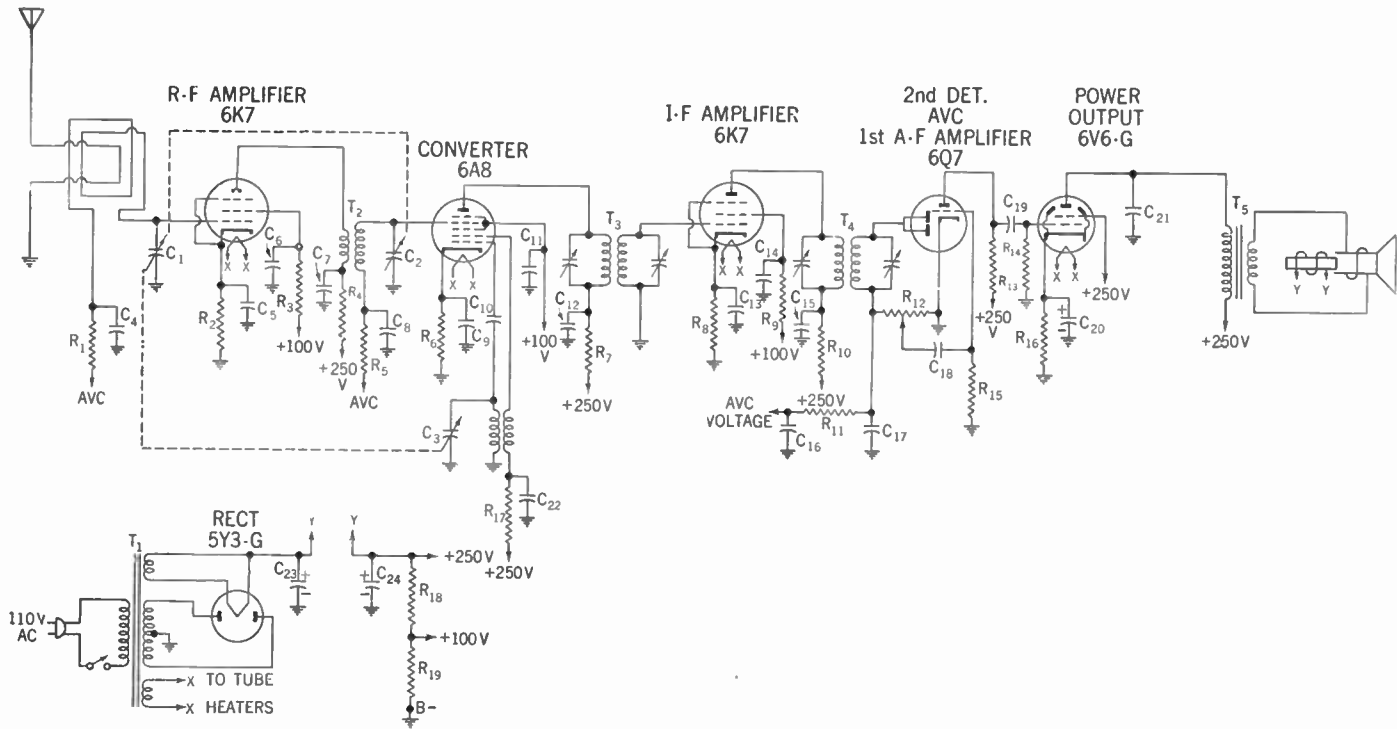 R-F AMPLIFIER
6K7
CONVERTER
6A8
I-F AMPLIFIER
6K7
2nd DET.
AVC
1st A-F AMPLIFIER
6Q7
POWER
OUTPUT
6V6-G
C1
C4
R1
AVC
R2
C5
C6
R3
+100V
X X
C7
T2
R4
+250
V
C2
C8
R5
AVC
R6
C9
C10
X X
C11
+100
V
C3
C22
R17
+250V
T3
C12
R7
+250V
X X
R8
C13
C14
R9
+100V
T4
C15
R10
+250V
R12
C18
R15
AVC
VOLTAGE
R11
C16
C17
C19
R13
+250
V
R14
X X
R16
C20
+
−
+250V
C21
T5
+250V
Y Y
RECT
5Y3-G
T1
110V
AC
X TO TUBE
X HEATERS
Y
Y
C23
+
−
C24
+
−
+250V
R18
+100V
R19
B-